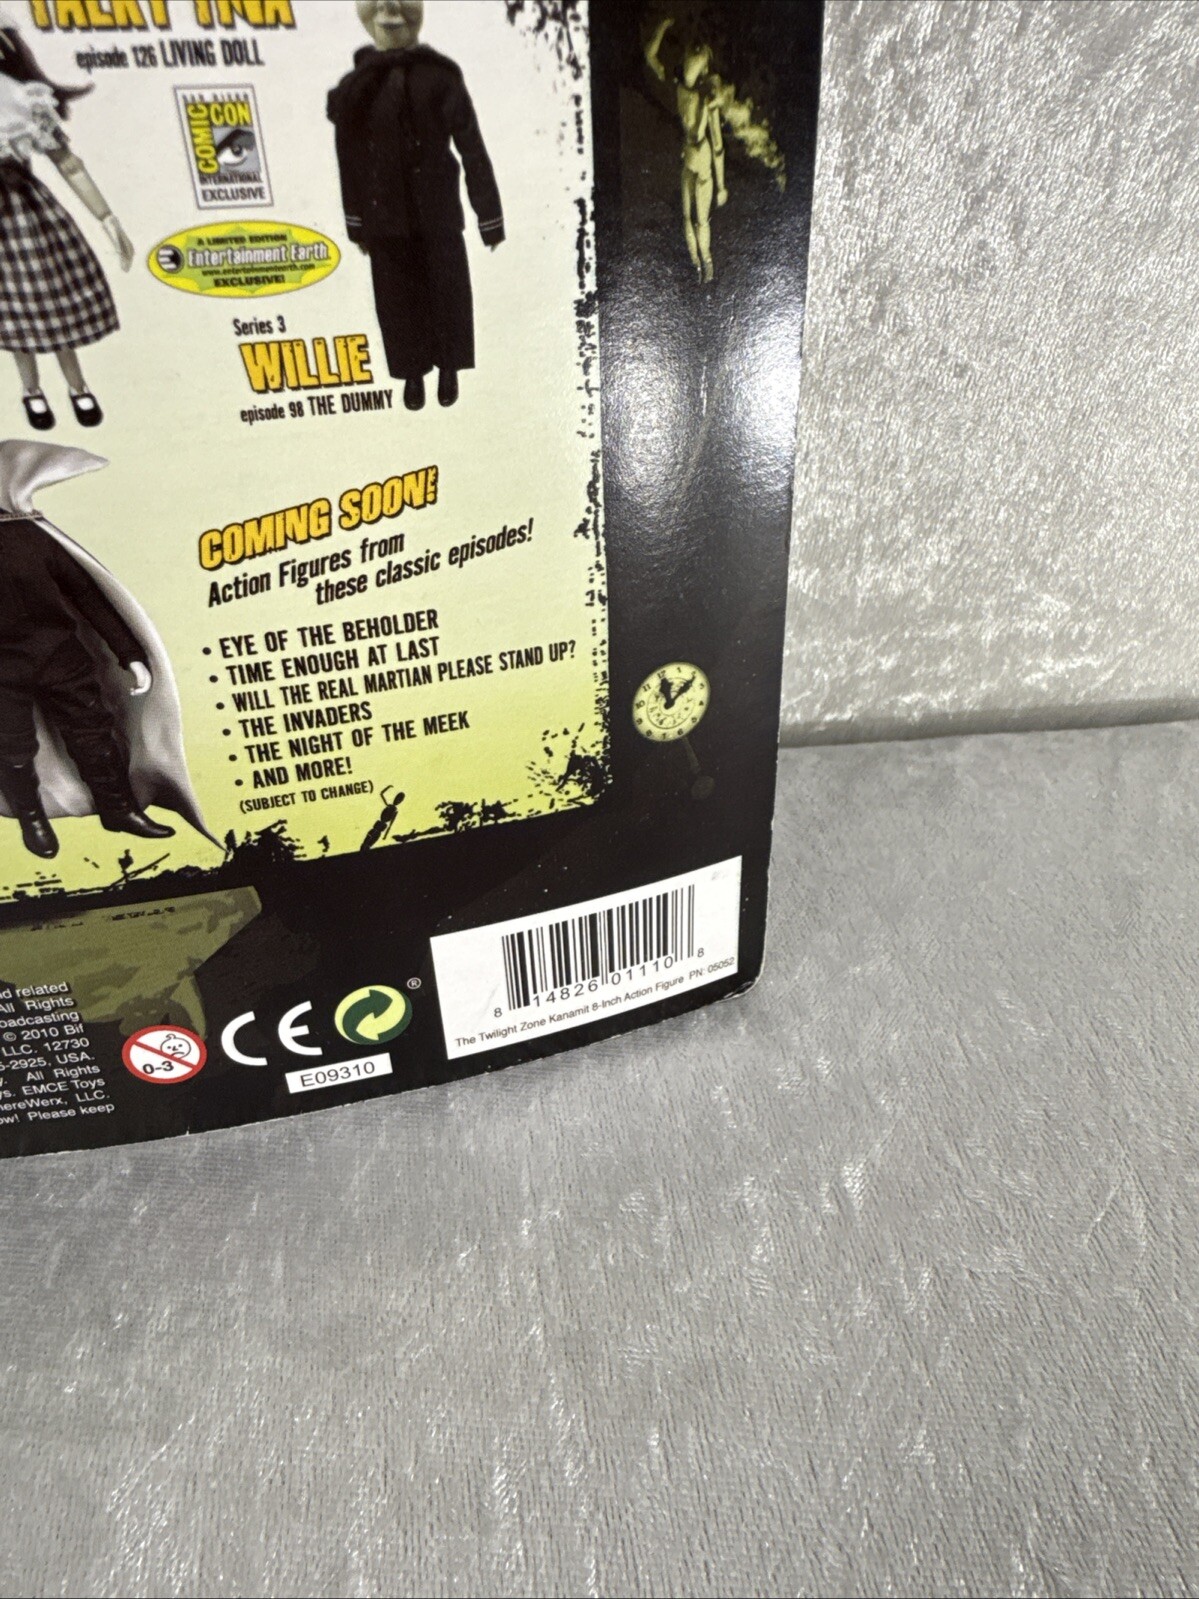 TALKY TINA
episode 126 LIVING DOLL
SAN DIEGO
COMIC CON
INTERNATIONAL
EXCLUSIVE
A LIMITED EDITION
Entertainment Earth
www.entertainmentearth.com
EXCLUSIVE!
Series 3
WILLIE
episode 98 THE DUMMY
COMING SOON!
Action Figures from
these classic episodes!
• EYE OF THE BEHOLDER
• TIME ENOUGH AT LAST
• WILL THE REAL MARTIAN PLEASE STAND UP?
• THE INVADERS
• THE NIGHT OF THE MEEK
• AND MORE!
(SUBJECT TO CHANGE)
d related
All Rights
oadcasting
© 2010 Bif
LLC. 12730
5-2925, USA.
y. All Rights
ys. EMCE Toys
hereWerx, LLC.
ow! Please keep
0-3
CE
®
E09310
8 14826 01110 8
The Twilight Zone Kanamit 8-Inch Action Figure PN: 05052